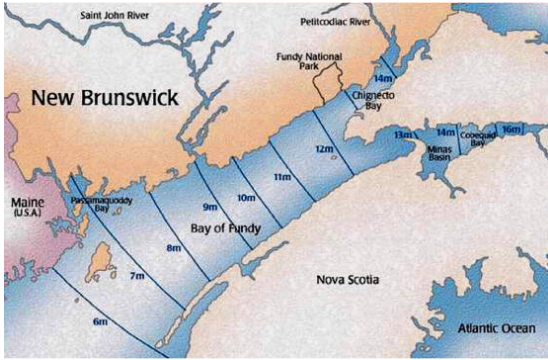 Saint John River
Petitcodiac River
Fundy National
Park
14m
Chignecto
Bay
New Brunswick
12m
13m
14m
Cobequid
Bay
16m
Minas
Basin
11m
Maine
(U.S.A.)
Passamaquoddy
Bay
9m
10m
Bay of Fundy
8m
7m
Nova Scotia
6m
Atlantic Ocean